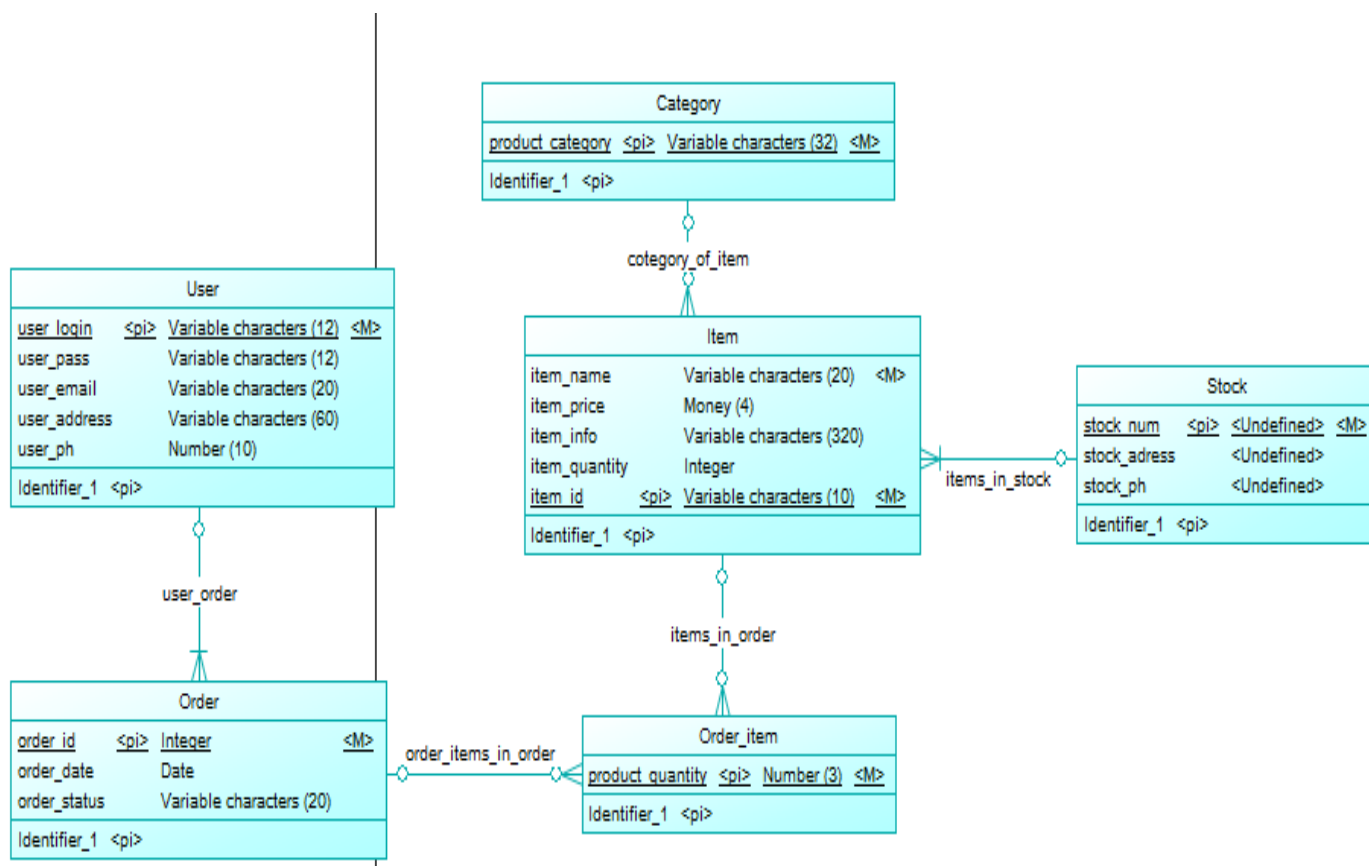 Category
product_category <pi> Variable characters (32) <M>
Identifier_1 <pi>
cotegory_of_item
User
user_login <pi> Variable characters (12) <M>
user_pass Variable characters (12)
user_email Variable characters (20)
user_address Variable characters (60)
user_ph Number (10)
Identifier_1 <pi>
Item
item_name Variable characters (20) <M>
item_price Money (4)
item_info Variable characters (320)
item_quantity Integer
item_id <pi> Variable characters (10) <M>
Identifier_1 <pi>
Stock
stock_num <pi> <Undefined> <M>
stock_adress <Undefined>
stock_ph <Undefined>
Identifier_1 <pi>
items_in_stock
user_order
items_in_order
Order
order_id <pi> Integer <M>
order_date Date
order_status Variable characters (20)
Identifier_1 <pi>
order_items_in_order
Order_item
product_quantity <pi> Number (3) <M>
Identifier_1 <pi>